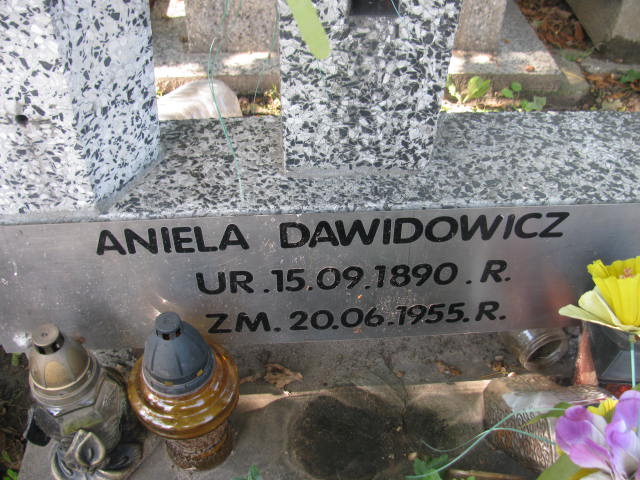 ANIELA DAWIDOWICZ
UR.15.09.1890.R.
ZM.20.06.1955.R.